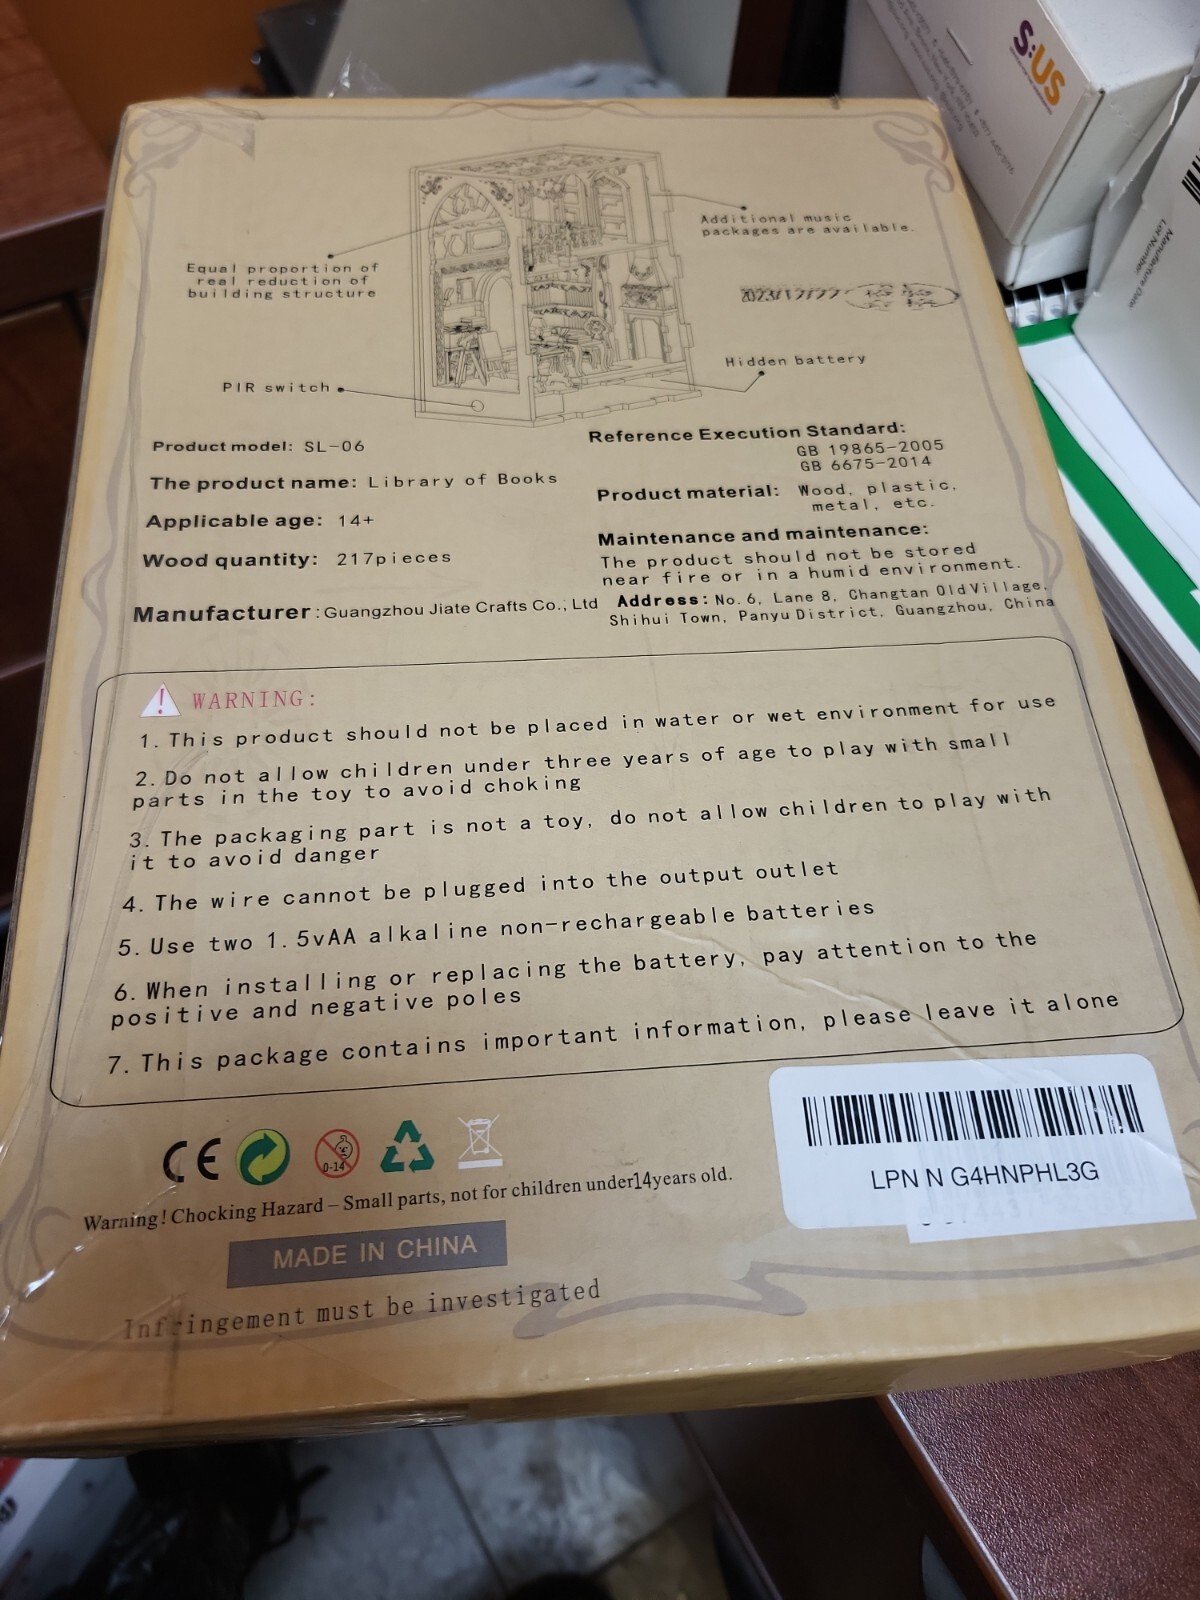 S:US
Additional music
packages are available.
Equal proportion of
real reduction of
building structure
Hidden battery
PIR switch
Product model: SL-06
The product name: Library of Books
Applicable age: 14+
Wood quantity: 217pieces
Manufacturer:Guangzhou Jiate Crafts Co., Ltd
Reference Execution Standard:
GB 19865-2005
GB 6675-2014
Product material: Wood, plastic,
metal, etc.
Maintenance and maintenance:
The product should not be stored
near fire or in a humid environment.
Address: No.6, Lane 8, Changtan Old Village,
Shihui Town, Panyu District, Guangzhou, China
WARNING:
1. This product should not be placed in water or wet environment for use
2. Do not allow children under three years of age to play with small
parts in the toy to avoid choking
3. The packaging part is not a toy, do not allow children to play with
it to avoid danger
4. The wire cannot be plugged into the output outlet
5. Use two 1.5vAA alkaline non-rechargeable batteries
6. When installing or replacing the battery, pay attention to the
positive and negative poles
7. This package contains important information, please leave it alone
CE
0-14
Warning! Chocking Hazard – Small parts, not for children under14years old.
MADE IN CHINA
Infringement must be investigated
LPN N G4HNPHL3G
Manufacture Date:
Lot Number: